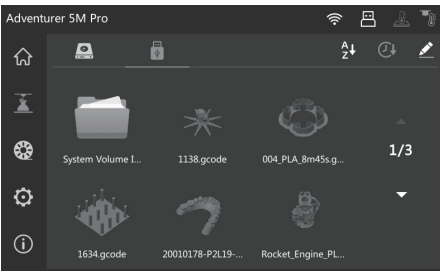 Adventurer 5M Pro
A
Z
System Volume I...
1138.gcode
004_PLA_8m45s.g...
1/3
1634.gcode
20010178-P2L19-...
Rocket_Engine_PL...